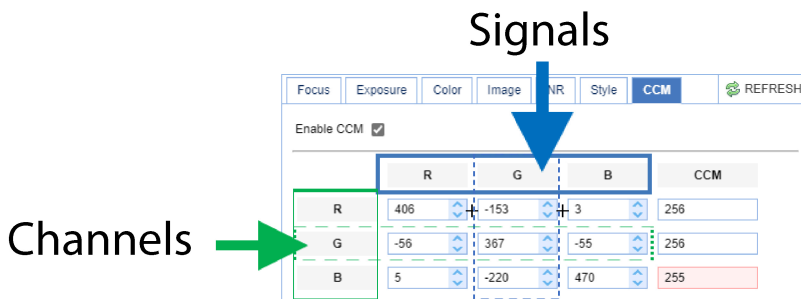 Signals
Focus Exposure Color Image NR Style CCM REFRESH
Enable CCM
R G B CCM
R 406 + -153 + 3 256
Channels
G -56 367 -55 256
B 5 -220 470 255